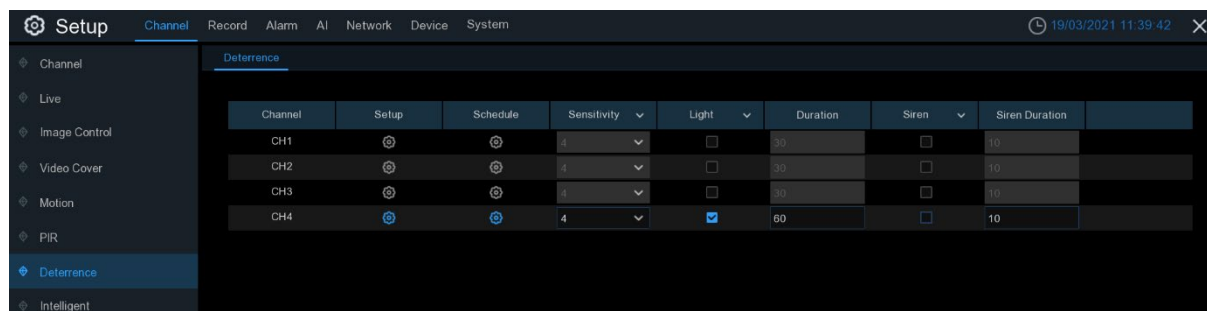 Setup Channel Record Alarm AI Network Device System 19/03/2021 11:39:42
Channel
Deterrence
Live
Channel Setup Schedule Sensitivity Light Duration Siren Siren Duration
Image Control
CH1 4 30 10
Video Cover
CH2 4 30 10
CH3 4 30 10
Motion
CH4 4 60 10
PIR
Deterrence
Intelligent